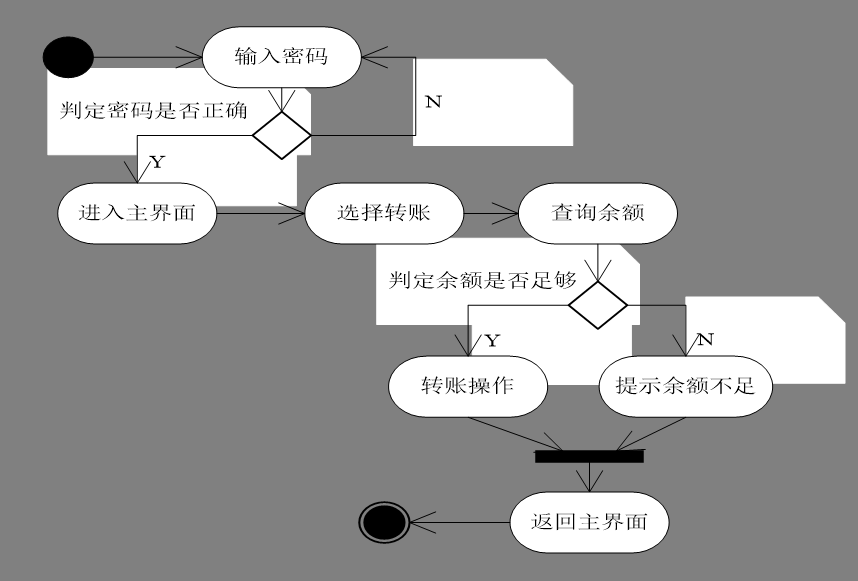 输入密码
N
判定密码是否正确
Y
进入主界面
选择转账
查询余额
判定余额是否足够
Y
N
转账操作
提示余额不足
返回主界面